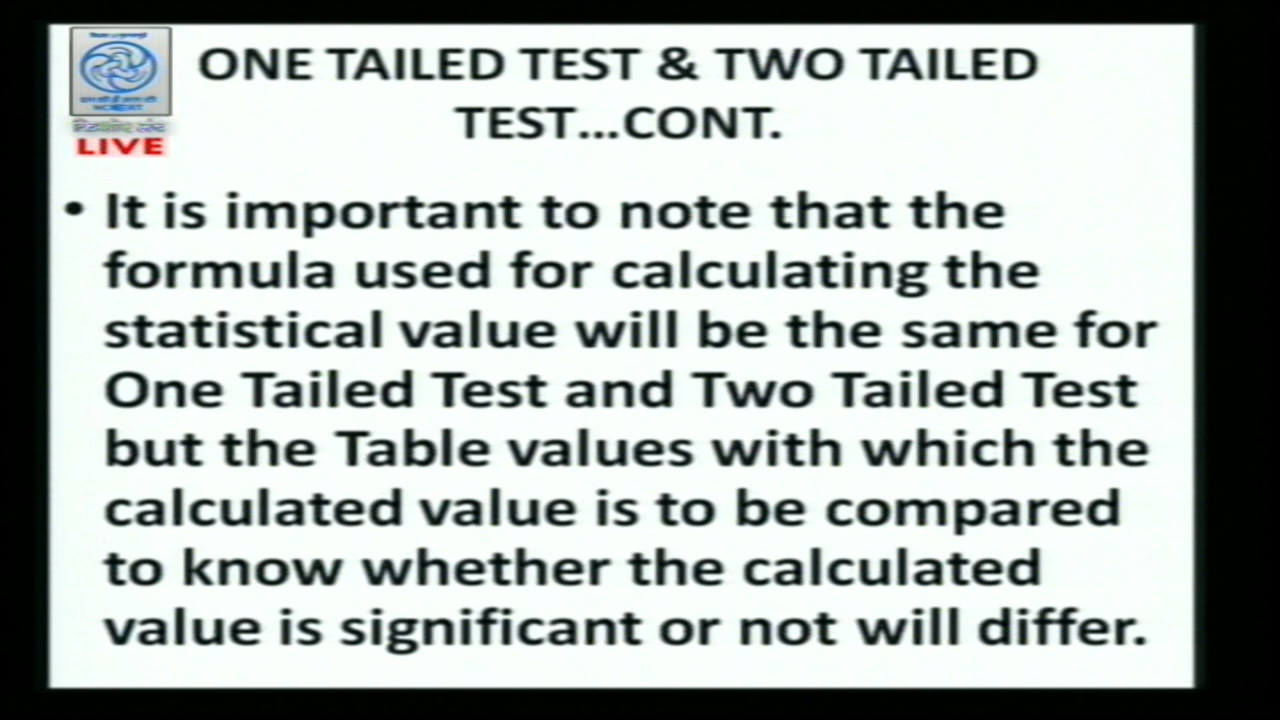 ONE TAILED TEST & TWO TAILED
TEST...CONT.
LIVE
• It is important to note that the
formula used for calculating the
statistical value will be the same for
One Tailed Test and Two Tailed Test
but the Table values with which the
calculated value is to be compared
to know whether the calculated
value is significant or not will differ.